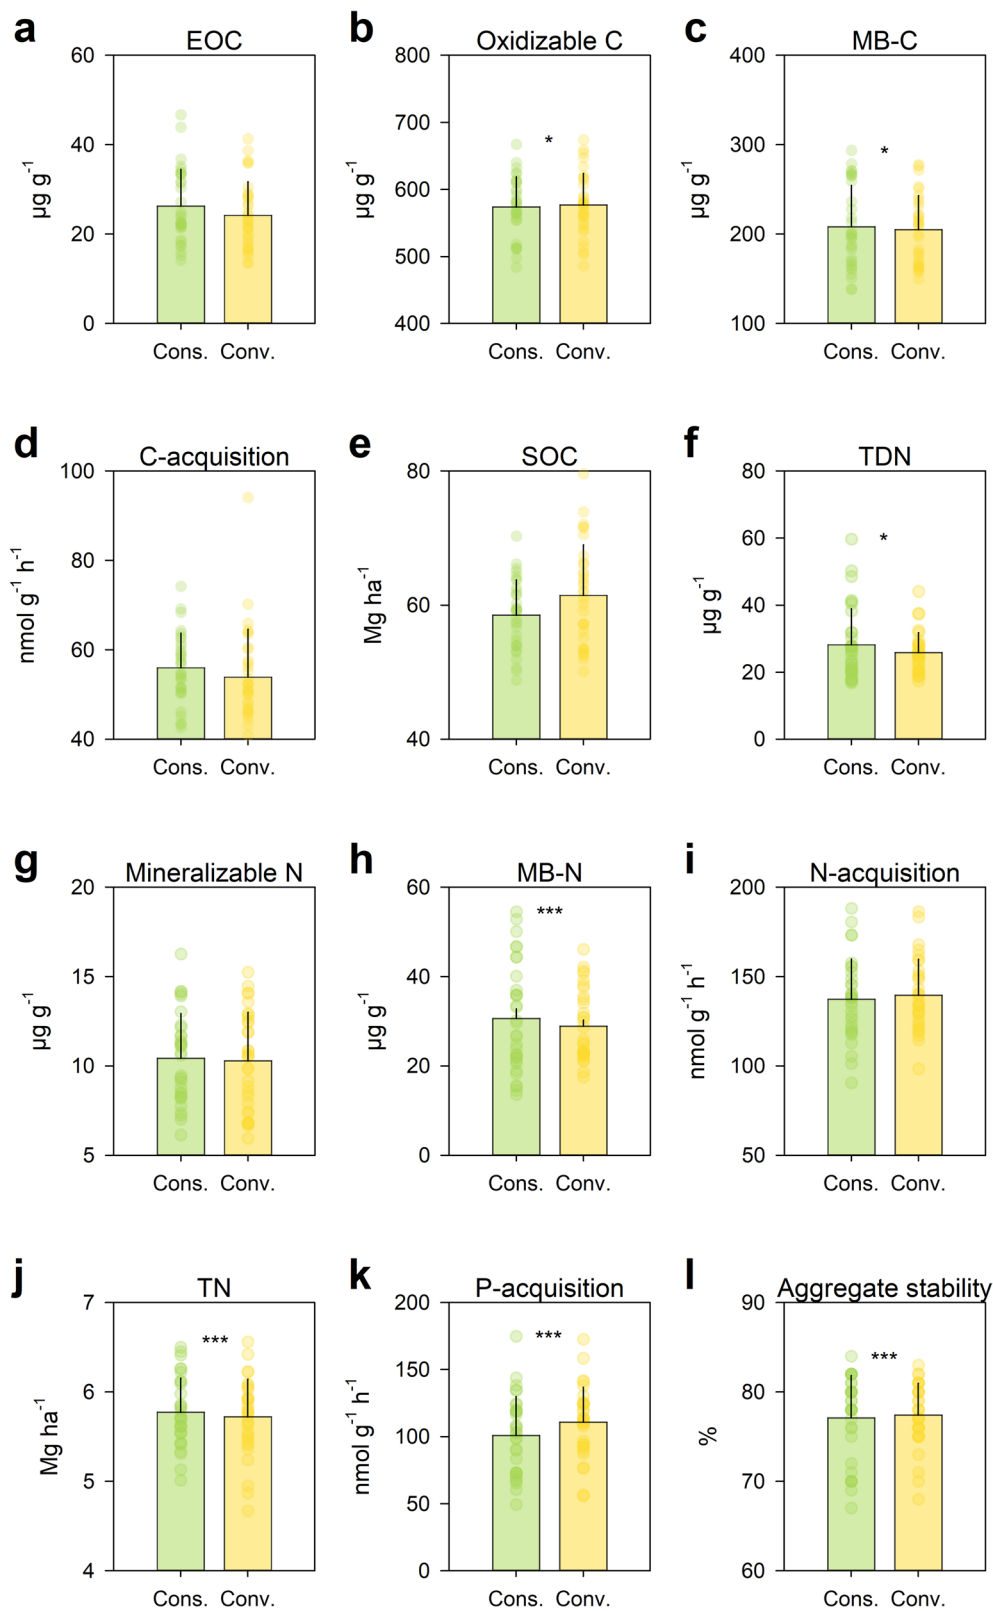 a EOC
60
40
20
0
µg g-1
Cons. Conv.
b Oxidizable C
800
700
600
500
400
µg g-1
*
Cons. Conv.
c MB-C
400
300
200
100
µg g-1
*
Cons. Conv.
d C-acquisition
100
80
60
40
nmol g-1 h-1
Cons. Conv.
e SOC
80
60
40
Mg ha-1
Cons. Conv.
f TDN
80
60
40
20
0
µg g-1
*
Cons. Conv.
g Mineralizable N
20
15
10
5
µg g-1
Cons. Conv.
h MB-N
60
40
20
0
µg g-1
***
Cons. Conv.
i N-acquisition
200
150
100
50
nmol g-1 h-1
Cons. Conv.
j TN
7
6
5
4
Mg ha-1
***
Cons. Conv.
k P-acquisition
200
150
100
50
0
nmol g-1 h-1
***
Cons. Conv.
l Aggregate stability
90
80
70
60
%
***
Cons. Conv.